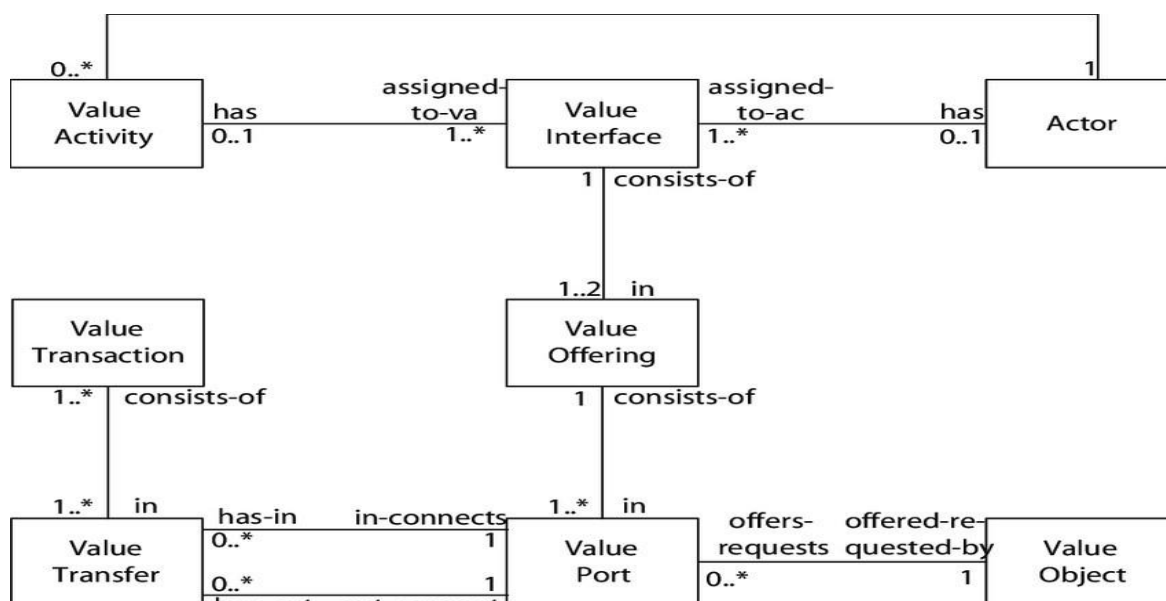 0..*
1
Value
Activity
has
0..1
assigned-
to-va
1..*
Value
Interface
assigned-
to-ac
1..*
has
0..1
Actor
1
consists-of
1..2
in
Value
Transaction
Value
Offering
1..*
consists-of
1
consists-of
1..*
in
1..*
in
Value
Transfer
has-in
in-connects
0..*
1
0..*
1
Value
Port
offers-
requests
0..*
offered-re-
quested-by
1
Value
Object